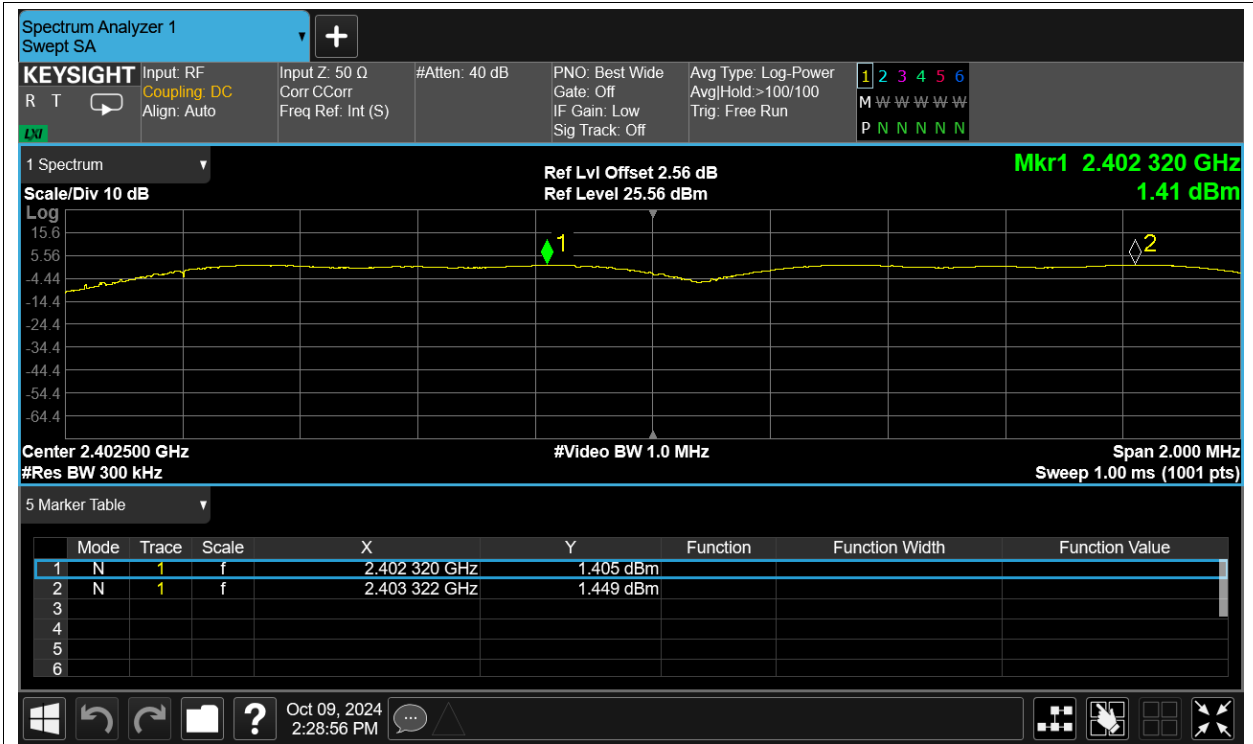 Spectrum Analyzer 1
Swept SA
KEYSIGHT
R T
LXI
Input: RF
Coupling: DC
Align: Auto
Input Z: 50 Ω
Corr CCorr
Freq Ref: Int (S)
#Atten: 40 dB
PNO: Best Wide
Gate: Off
IF Gain: Low
Sig Track: Off
Avg Type: Log-Power
Avg|Hold:>100/100
Trig: Free Run
1 2 3 4 5 6
M W W W W W
P N N N N N
1 Spectrum
Scale/Div 10 dB
Ref Lvl Offset 2.56 dB
Ref Level 25.56 dBm
Mkr1 2.402 320 GHz
1.41 dBm
Log
15.6
5.56
-4.44
-14.4
-24.4
-34.4
-44.4
-54.4
-64.4
1
2
Center 2.402500 GHz
#Video BW 1.0 MHz
Span 2.000 MHz
#Res BW 300 kHz
Sweep 1.00 ms (1001 pts)
5 Marker Table
Mode Trace Scale X Y Function Function Width Function Value
1 N 1 f 2.402 320 GHz 1.405 dBm
2 N 1 f 2.403 322 GHz 1.449 dBm
3
4
5
6
?
Oct 09, 2024
2:28:56 PM